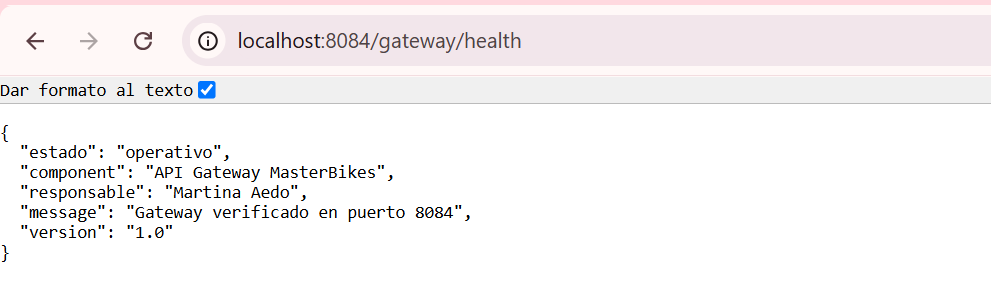 localhost:8084/gateway/health
Dar formato al texto
{
  "estado": "operativo",
  "component": "API Gateway MasterBikes",
  "responsable": "Martina Aedo",
  "message": "Gateway verificado en puerto 8084",
  "version": "1.0"
}